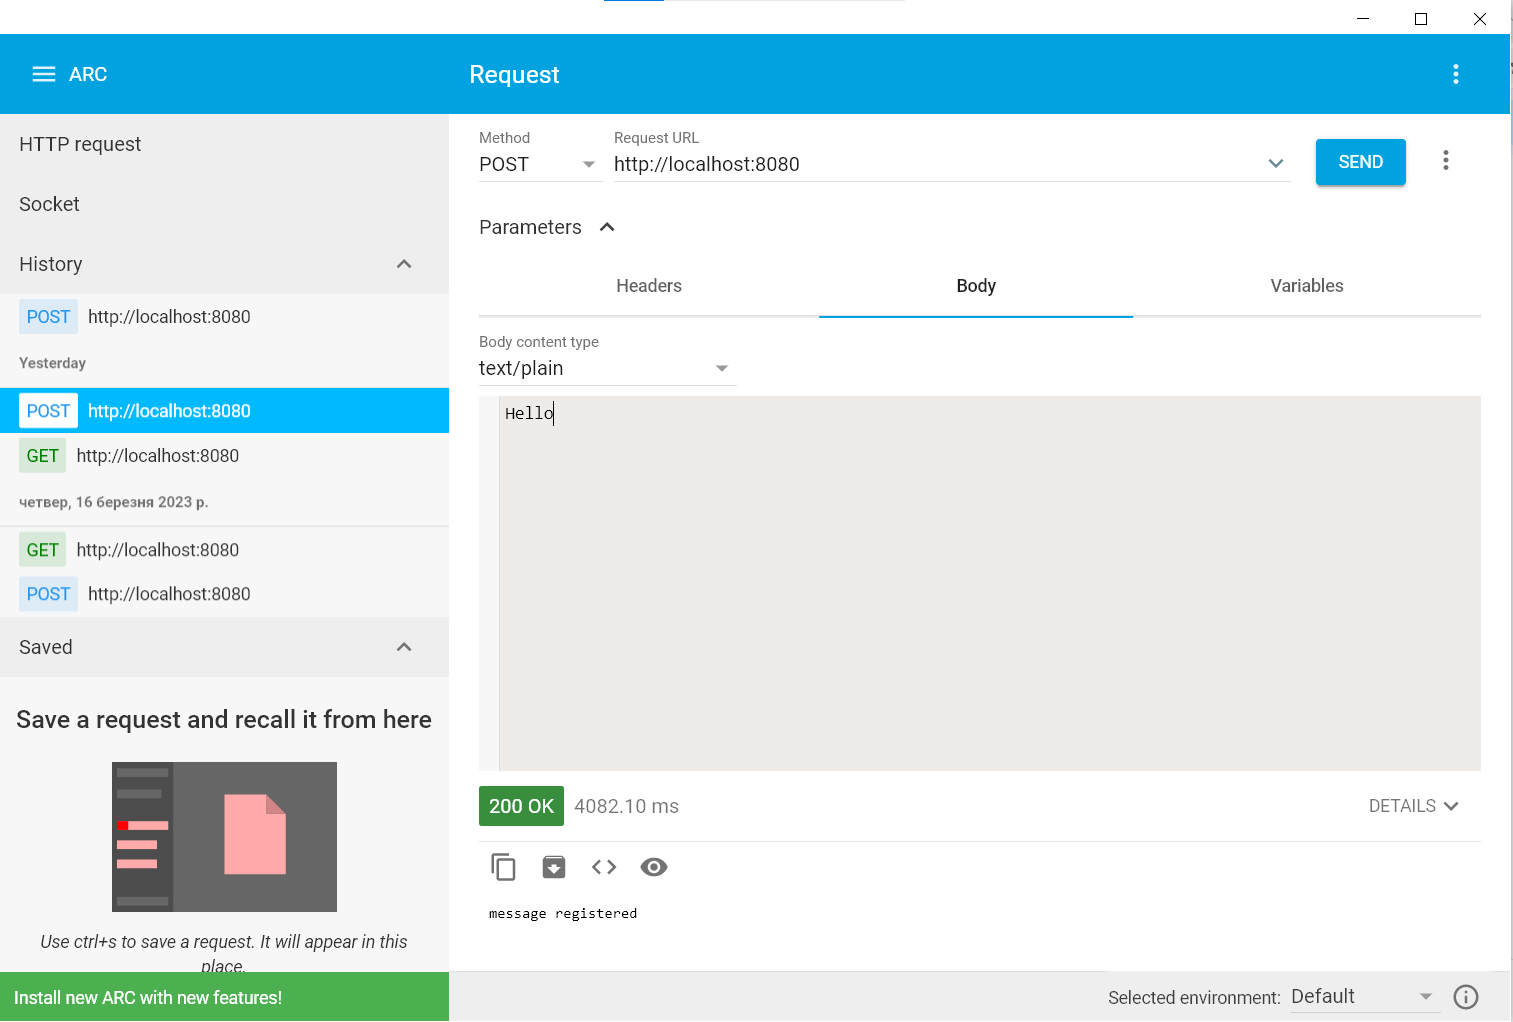 ARC
Request
HTTP request
Socket
History
POST http://localhost:8080
Yesterday
POST http://localhost:8080
GET http://localhost:8080
четвер, 16 березня 2023 р.
GET http://localhost:8080
POST http://localhost:8080
Saved
Save a request and recall it from here
Use ctrl+s to save a request. It will appear in this
place.
Install new ARC with new features!
Method
POST
Request URL
http://localhost:8080
SEND
Parameters
Headers
Body
Variables
Body content type
text/plain
Hello
200 OK 4082.10 ms
DETAILS
message registered
Selected environment: Default